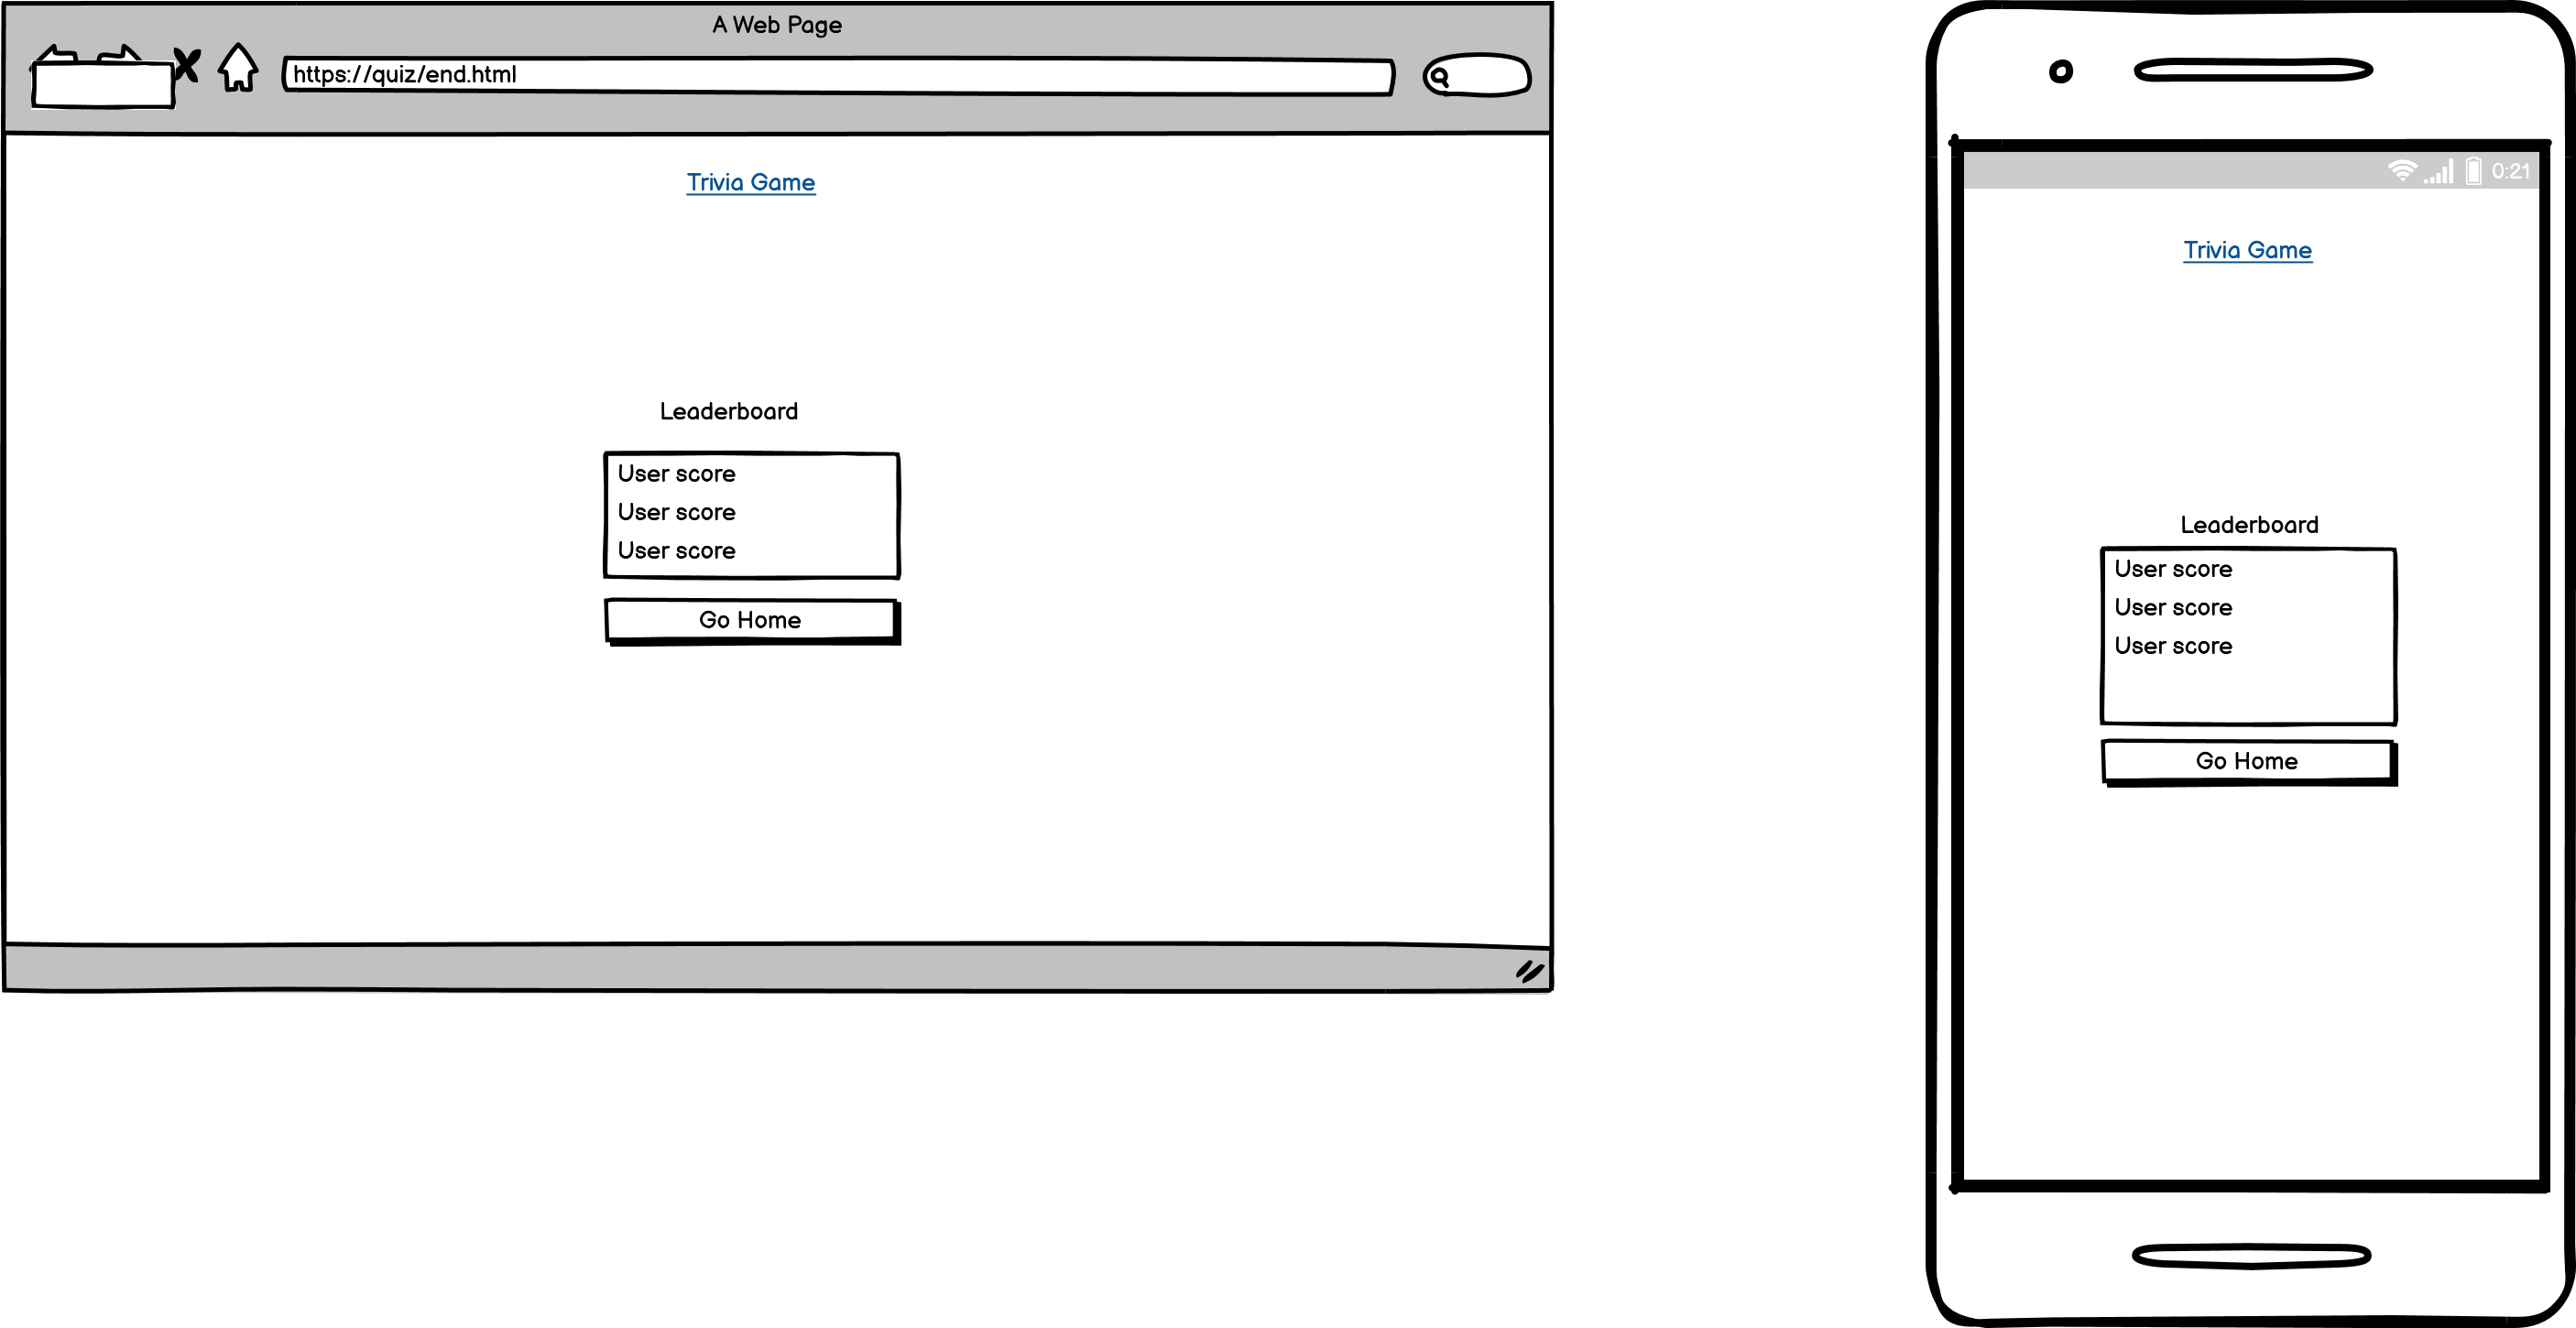 A Web Page
https://quiz/end.html
Trivia Game
Leaderboard
User score
User score
User score
Go Home
0:21
Trivia Game
Leaderboard
User score
User score
User score
Go Home